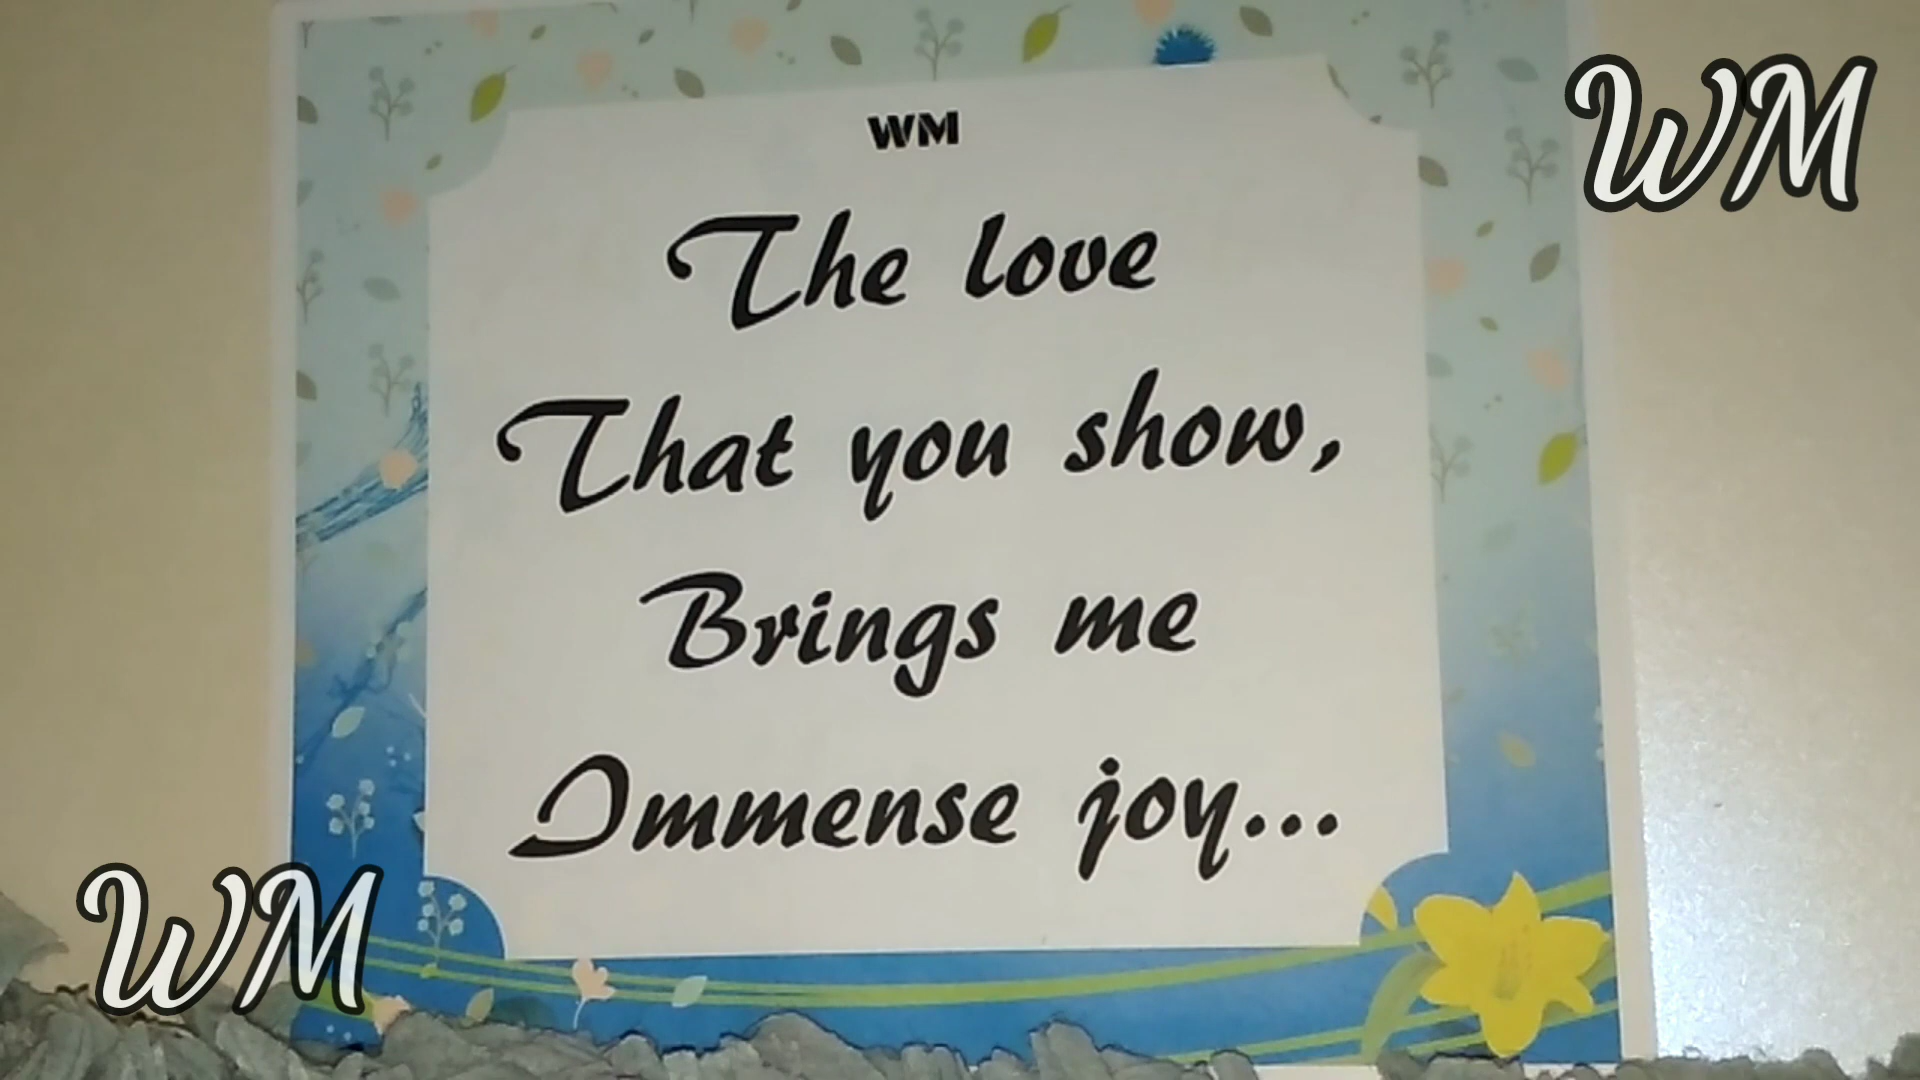 WM
WM
The love
That you show,
Brings me
Immense joy...
WM